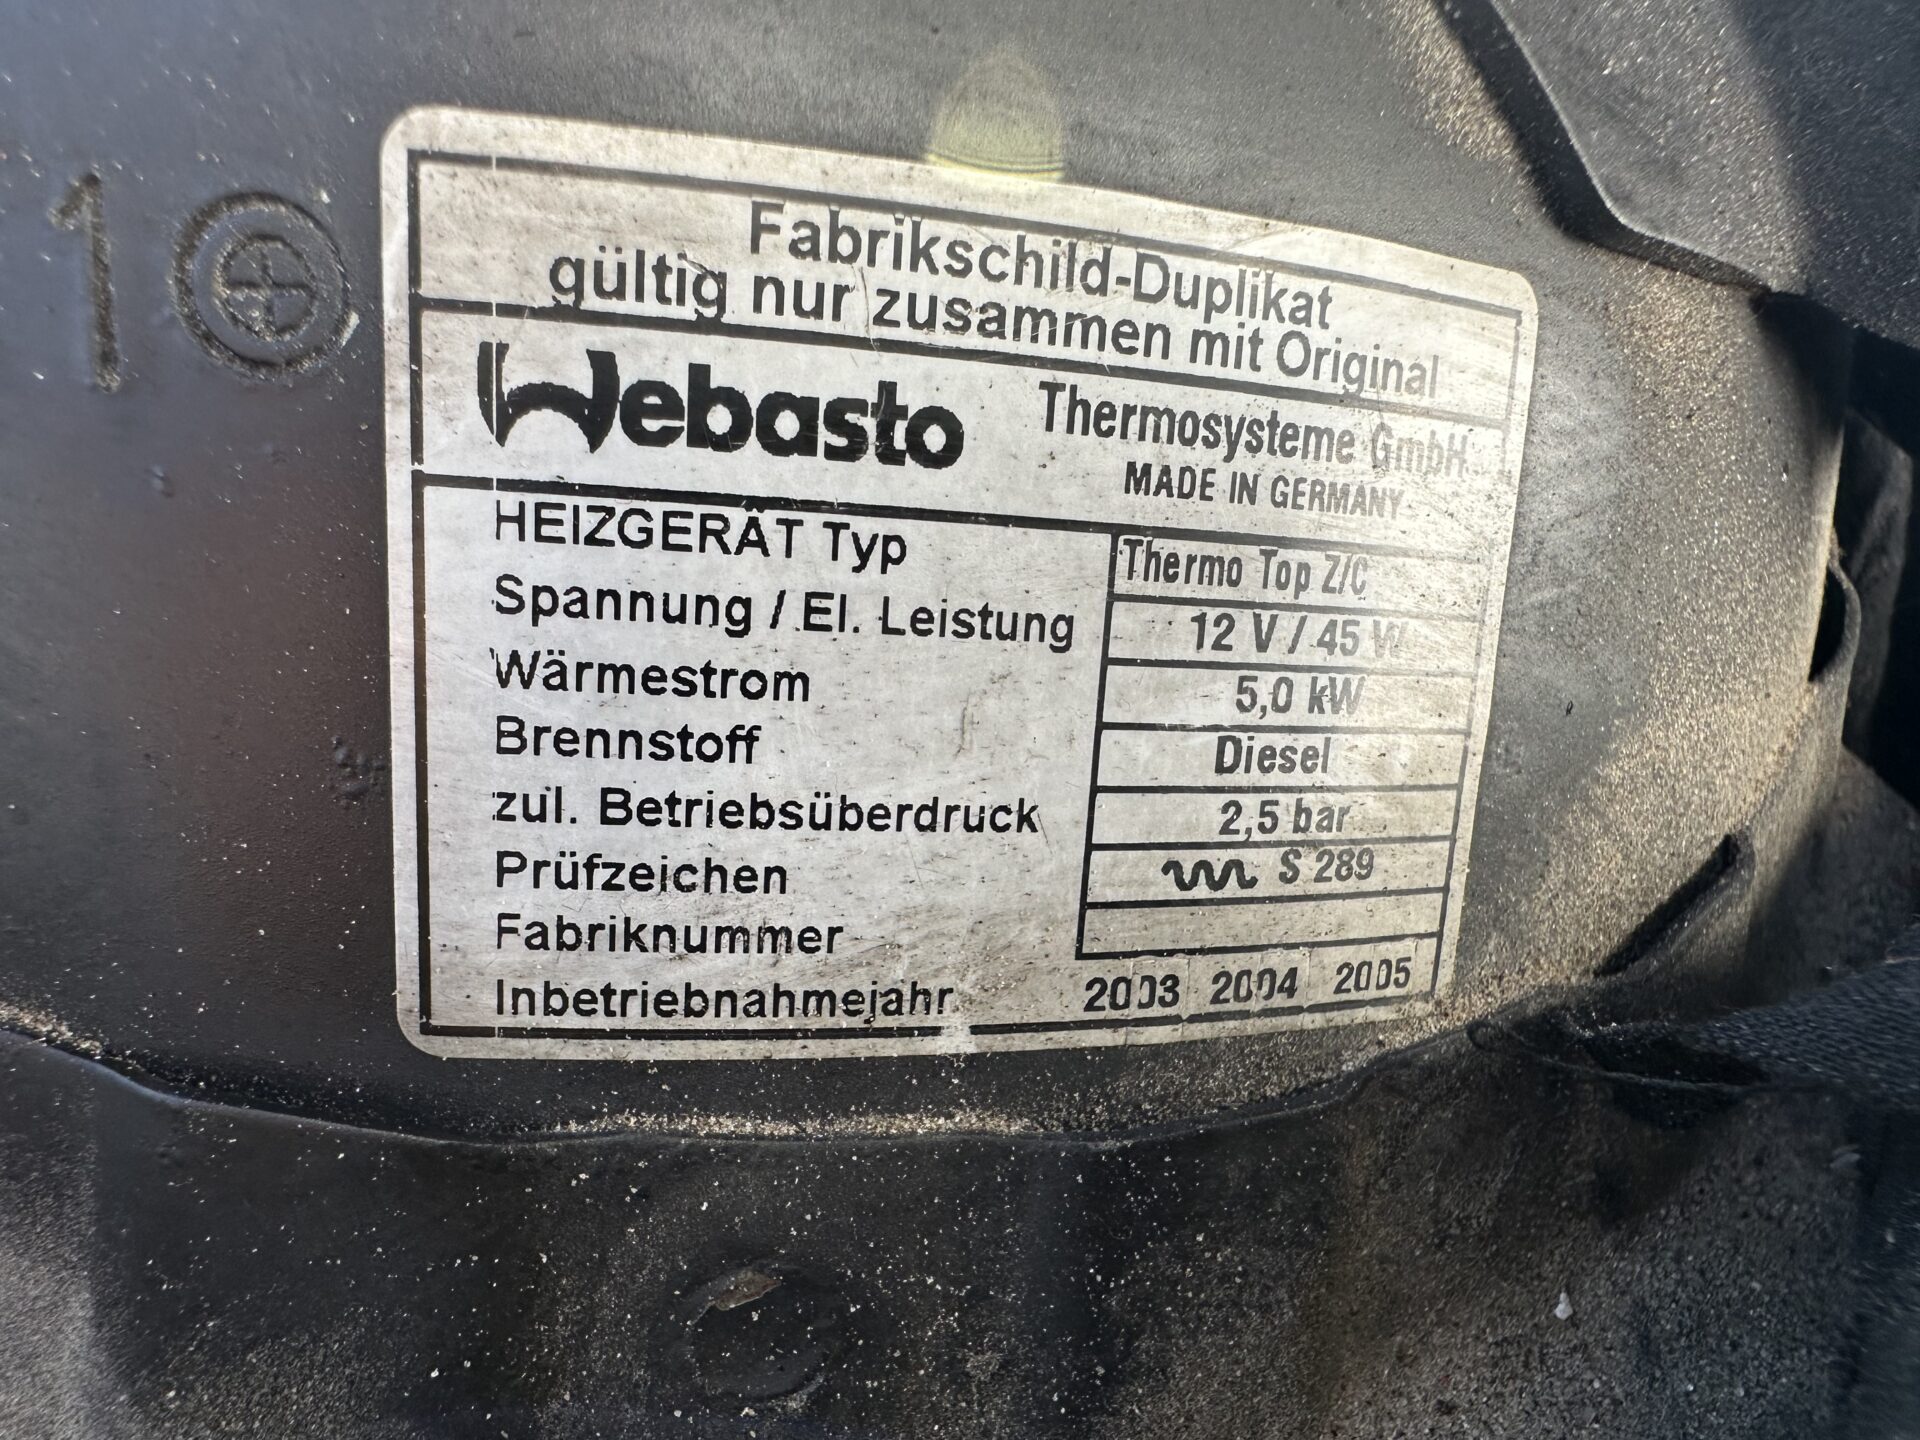 1
Fabrikschild-Duplikat
gültig nur zusammen mit Original
Webasto Thermosysteme GmbH
MADE IN GERMANY
HEIZGERÄT Typ Thermo Top Z/C
Spannung / El. Leistung 12 V / 45 W
Wärmestrom 5,0 kW
Brennstoff Diesel
zul. Betriebsüberdruck 2,5 bar
Prüfzeichen S 289
Fabriknummer
Inbetriebnahmejahr 2003 2004 2005